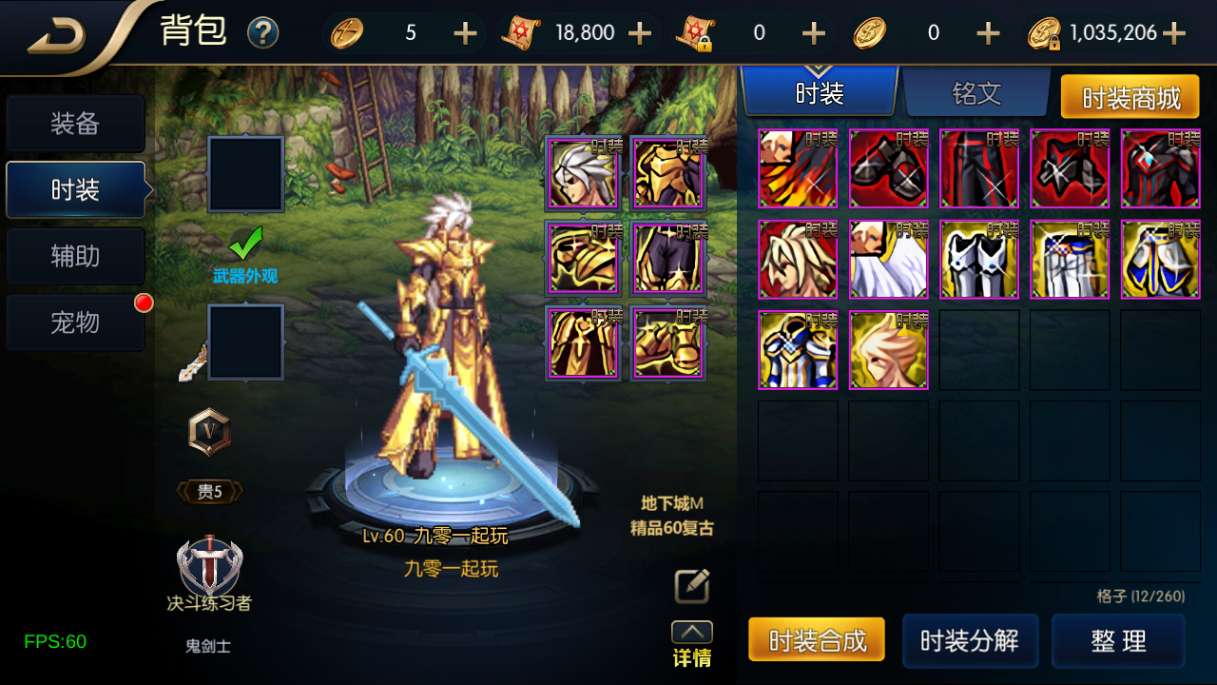 背包 ? 5 18,800 0 0 1,035,206
装备
时装
辅助
宠物
武器外观
V
贵5
决斗练习者
鬼剑士
FPS:60
时装 时装
时装 时装
时装 时装
Lv.60 九零一起玩
九零一起玩
地下城M
精品60复古
详情
时装 铭文 时装商城
时装 时装 时装 时装 时装
时装 时装 时装 时装 时装
时装 时装
格子 (12/260)
时装合成 时装分解 整 理